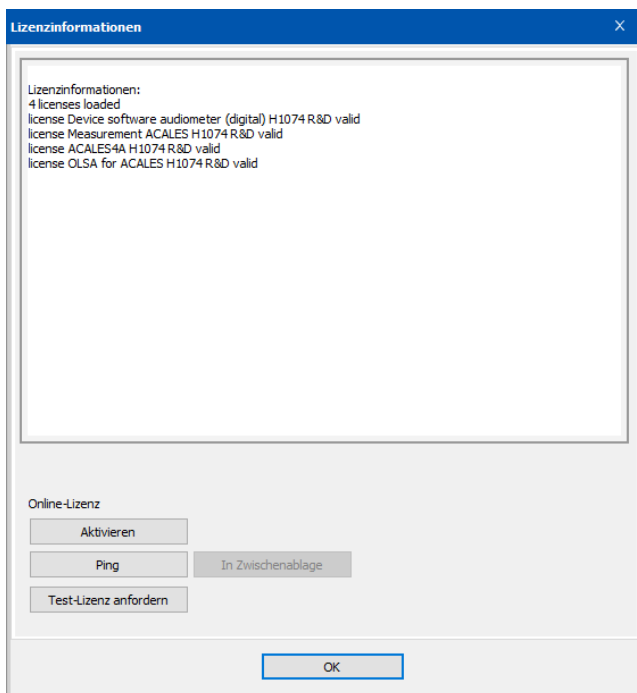 Lizenzinformationen
X
Lizenzinformationen:
4 licenses loaded
license Device software audiometer (digital) H1074 R&D valid
license Measurement ACALES H1074 R&D valid
license ACALES4A H1074 R&D valid
license OLSA for ACALES H1074 R&D valid
Online-Lizenz
Aktivieren
Ping In Zwischenablage
Test-Lizenz anfordern
OK